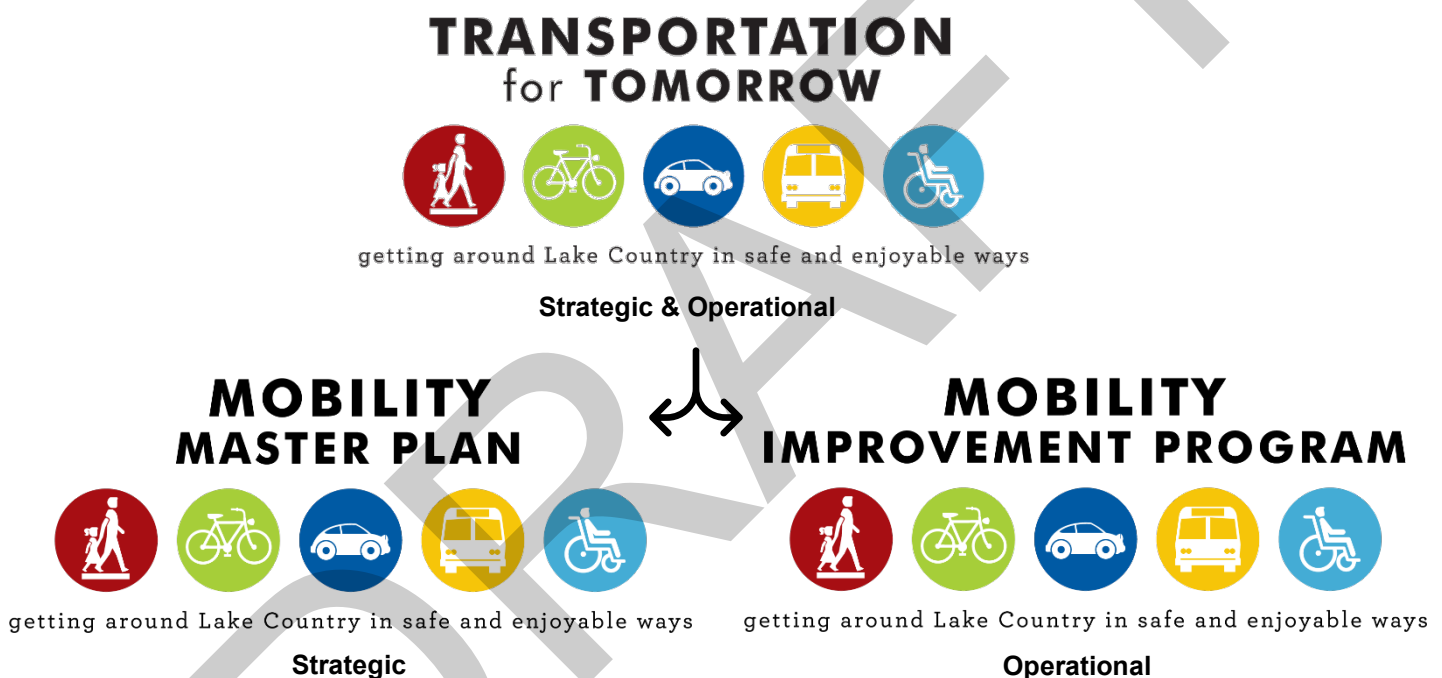 TRANSPORTATION
for TOMORROW
getting around Lake Country in safe and enjoyable ways
Strategic & Operational
MOBILITY
MASTER PLAN
getting around Lake Country in safe and enjoyable ways
Strategic
MOBILITY
IMPROVEMENT PROGRAM
getting around Lake Country in safe and enjoyable ways
Operational
DRAFT